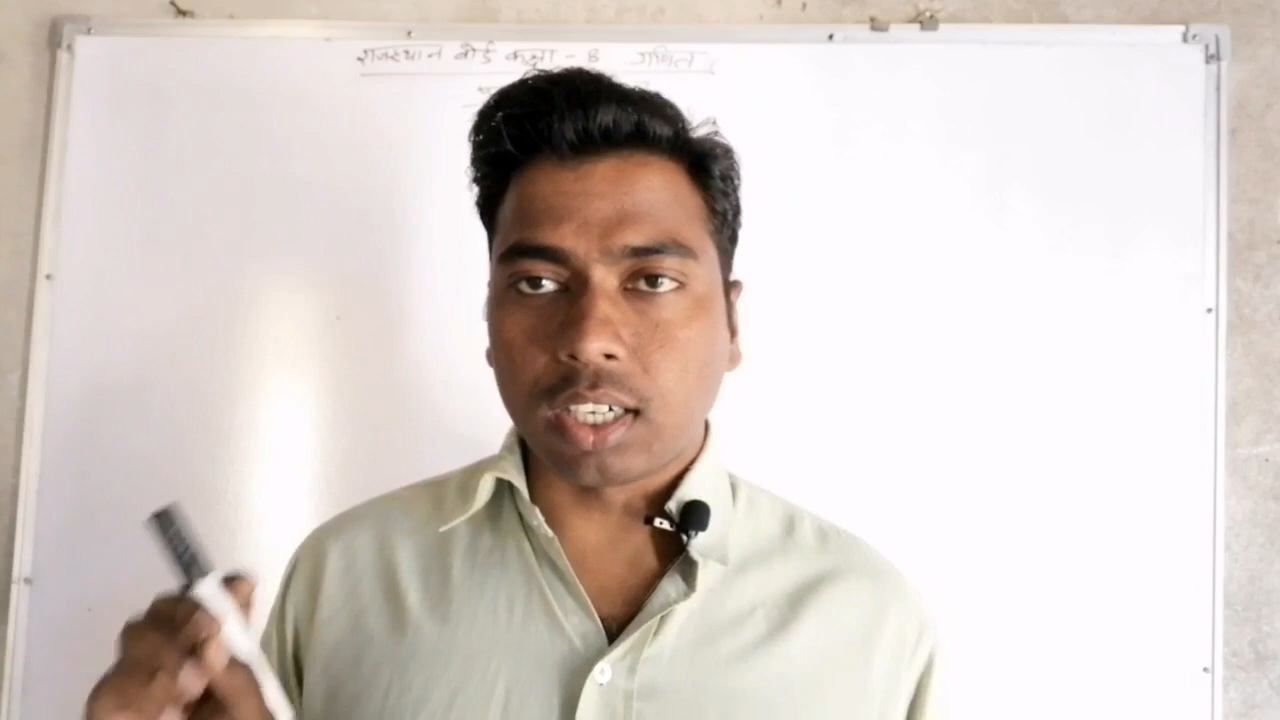 राजस्थान बोर्ड कक्षा - 8 गणित